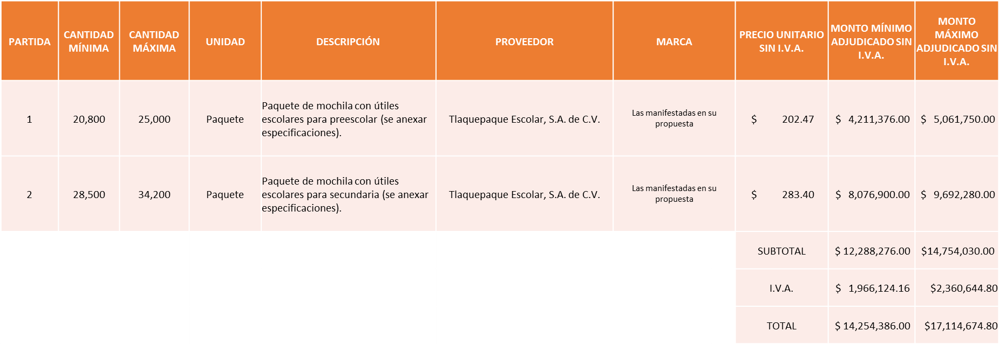 PARTIDA
CANTIDAD
MÍNIMA
CANTIDAD
MÁXIMA
UNIDAD
DESCRIPCIÓN
PROVEEDOR
MARCA
PRECIO UNITARIO
SIN I.V.A.
MONTO MÍNIMO
ADJUDICADO SIN
I.V.A.
MONTO
MÁXIMO
ADJUDICADO SIN
I.V.A.
1
20,800
25,000
Paquete
Paquete de mochila con útiles
escolares para preescolar (se anexar
especificaciones).
Tlaquepaque Escolar, S.A. de C.V.
Las manifestadas en su
propuesta
$ 202.47
$ 4,211,376.00
$ 5,061,750.00
2
28,500
34,200
Paquete
Paquete de mochila con útiles
escolares para secundaria (se anexar
especificaciones).
Tlaquepaque Escolar, S.A. de C.V.
Las manifestadas en su
propuesta
$ 283.40
$ 8,076,900.00
$ 9,692,280.00
SUBTOTAL
$ 12,288,276.00
$14,754,030.00
I.V.A.
$ 1,966,124.16
$2,360,644.80
TOTAL
$ 14,254,386.00
$17,114,674.80